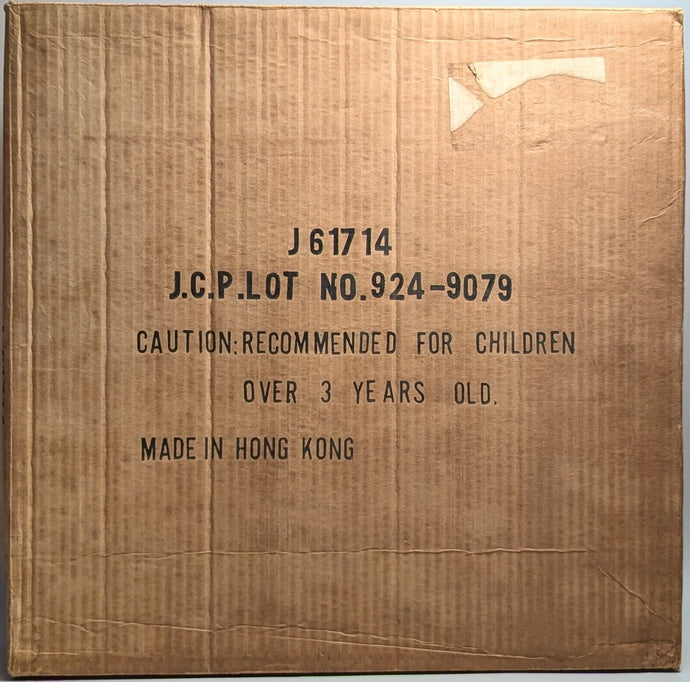 J 61714
J.C.P.LOT NO.924-9079
CAUTION:RECOMMENDED FOR CHILDREN
OVER 3 YEARS OLD.
MADE IN HONG KONG